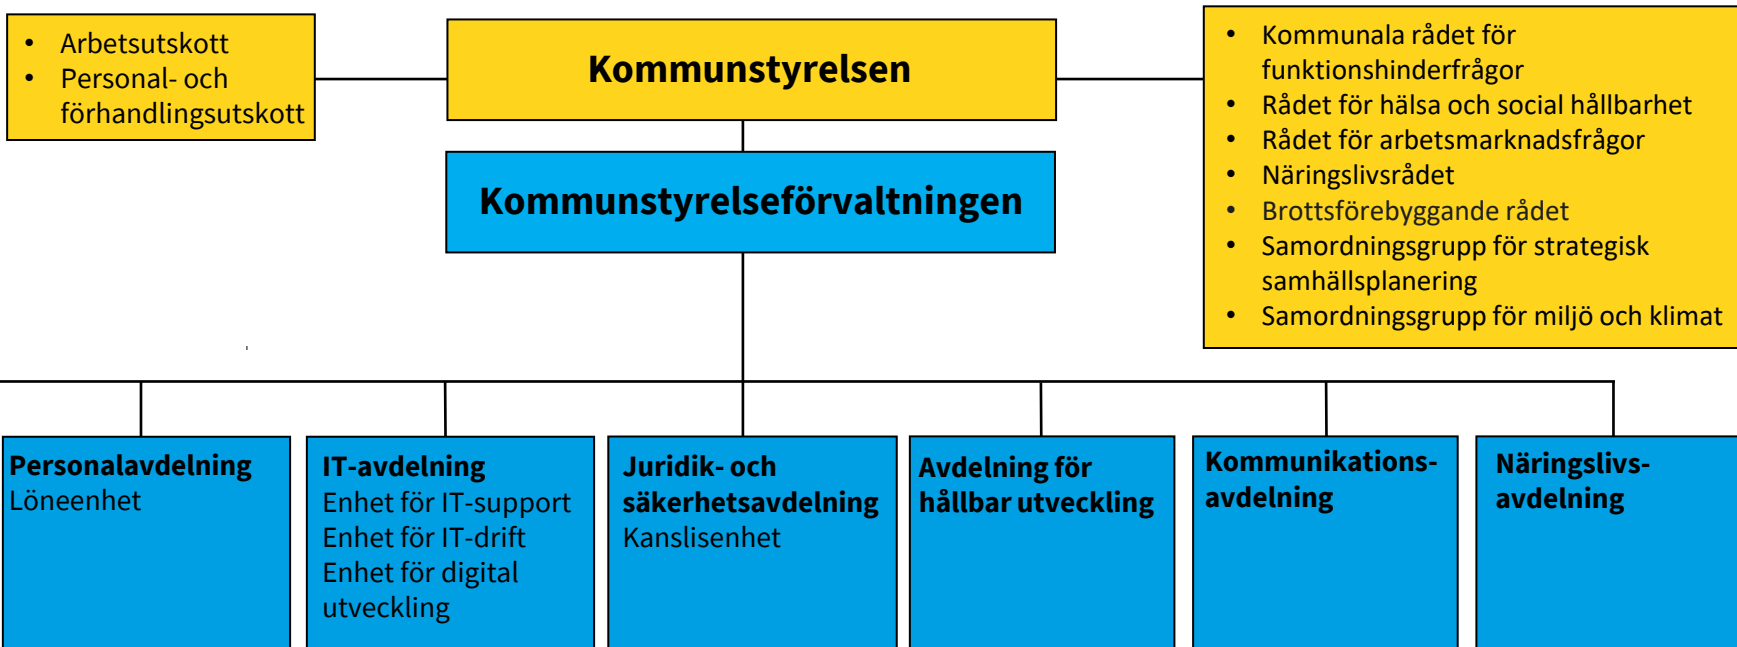 • Arbetsutskott
• Personal- och
förhandlingsutskott
Kommunstyrelsen
• Kommunala rådet för
funktionshinderfrågor
• Rådet för hälsa och social hållbarhet
• Rådet för arbetsmarknadsfrågor
• Näringslivsrådet
• Brottsförebyggande rådet
• Samordningsgrupp för strategisk
samhällsplanering
• Samordningsgrupp för miljö och klimat
Kommunstyrelseförvaltningen
Personalavdelning
Löneenhet
IT-avdelning
Enhet för IT-support
Enhet för IT-drift
Enhet för digital
utveckling
Juridik- och
säkerhetsavdelning
Kanslisenhet
Avdelning för
hållbar utveckling
Kommunikations-
avdelning
Näringslivs-
avdelning